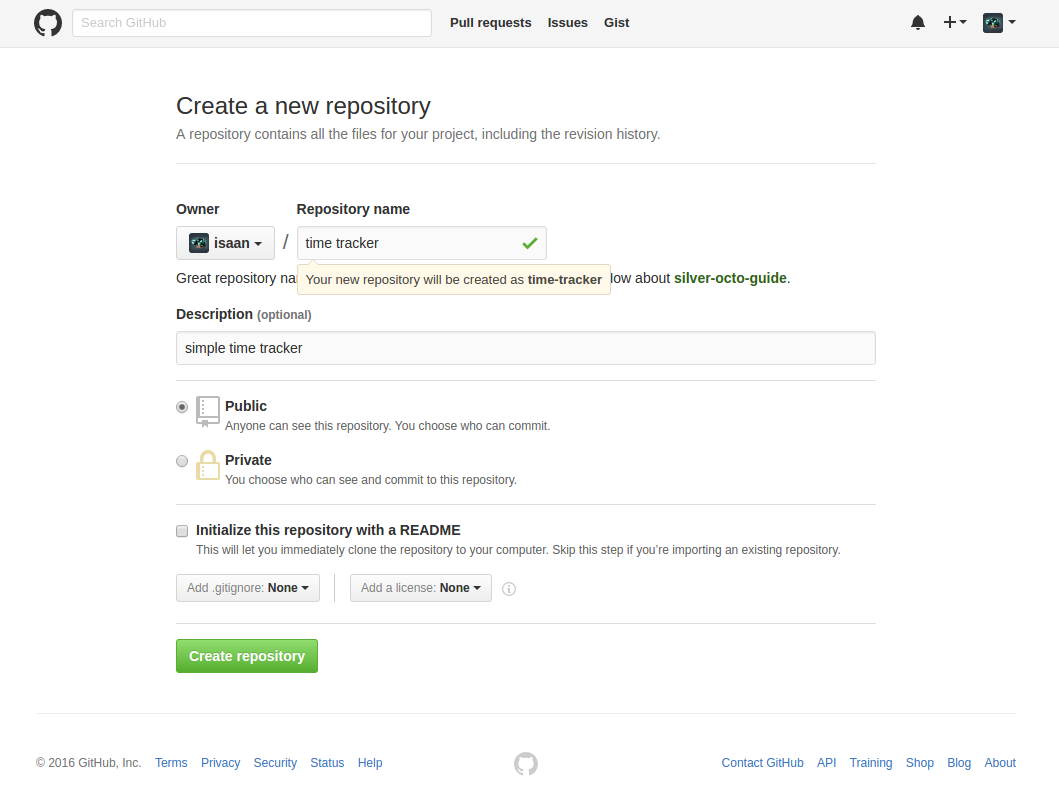 Search GitHub Pull requests Issues Gist
Create a new repository
A repository contains all the files for your project, including the revision history.
Owner Repository name
isaan / time tracker
Great repository Your new repository will be created as time-tracker about silver-octo-guide.
Description (optional)
simple time tracker
Public
Anyone can see this repository. You choose who can commit.
Private
You choose who can see and commit to this repository.
Initialize this repository with a README
This will let you immediately clone the repository to your computer. Skip this step if you’re importing an existing repository.
Add .gitignore: None Add a license: None
Create repository
© 2016 GitHub, Inc. Terms Privacy Security Status Help Contact GitHub API Training Shop Blog About